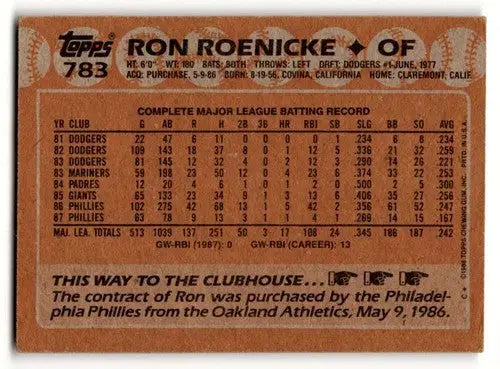 topps
783
RON ROENICKE ✦ OF
HT: 6'0" WT: 180 BATS: BOTH THROWS: LEFT DRFT: DODGERS #1-JUNE, 1977
ACQ: PURCHASE, 5-9-86 BORN: 8-19-56, COVINA, CALIFORNIA HOME: CLAREMONT, CALIF.
COMPLETE MAJOR LEAGUE BATTING RECORD
YR CLUB G AB R H 2B 3B HR RBI SB SLG BB SO AVG
81 DODGERS 22 47 6 11 0 0 0 0 1 .234 6 8 .234
82 DODGERS 109 143 18 37 8 0 1 12 5 .336 21 32 .259
83 DODGERS 81 145 12 32 4 0 2 12 3 .290 14 26 .221
83 MARINERS 59 198 23 50 12 0 4 23 6 .374 33 22 .253
84 PADRES 12 20 4 6 1 0 1 2 0 .500 2 5 .300
85 GIANTS 65 133 23 34 9 1 3 13 6 .406 35 27 .256
86 PHILLIES 102 275 42 68 13 1 5 42 2 .356 61 52 .247
87 PHILLIES 63 78 9 13 3 1 1 4 1 .269 14 15 .167
MAJ. LEA. TOTALS 513 1039 137 251 50 3 17 108 24 .345 186 187 .242
GW-RBI (1987): 0 GW-RBI (CAREER): 13
THIS WAY TO THE CLUBHOUSE...
The contract of Ron was purchased by the Philadel-
phia Phillies from the Oakland Athletics, May 9, 1986.
C* ©1988 TOPPS CHEWING GUM, INC. PRTD. IN U.S.A.